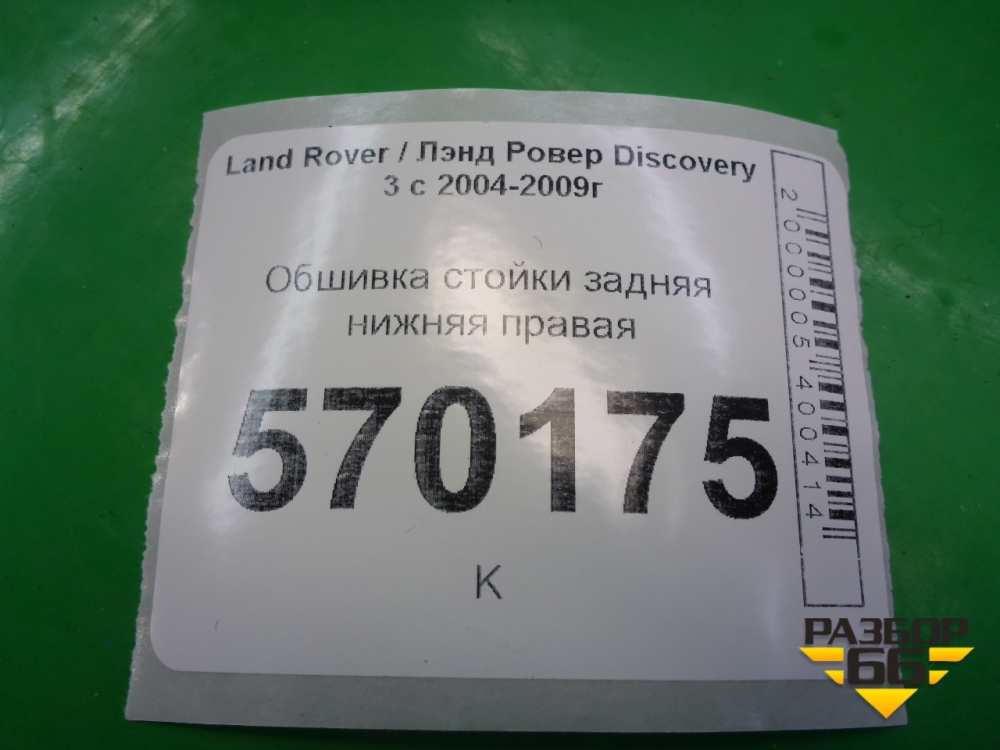 Land Rover / Лэнд Ровер Discovery
3 с 2004-2009г
Обшивка стойки задняя
нижняя правая
570175
К
2000005400414
РАЗБОР
66